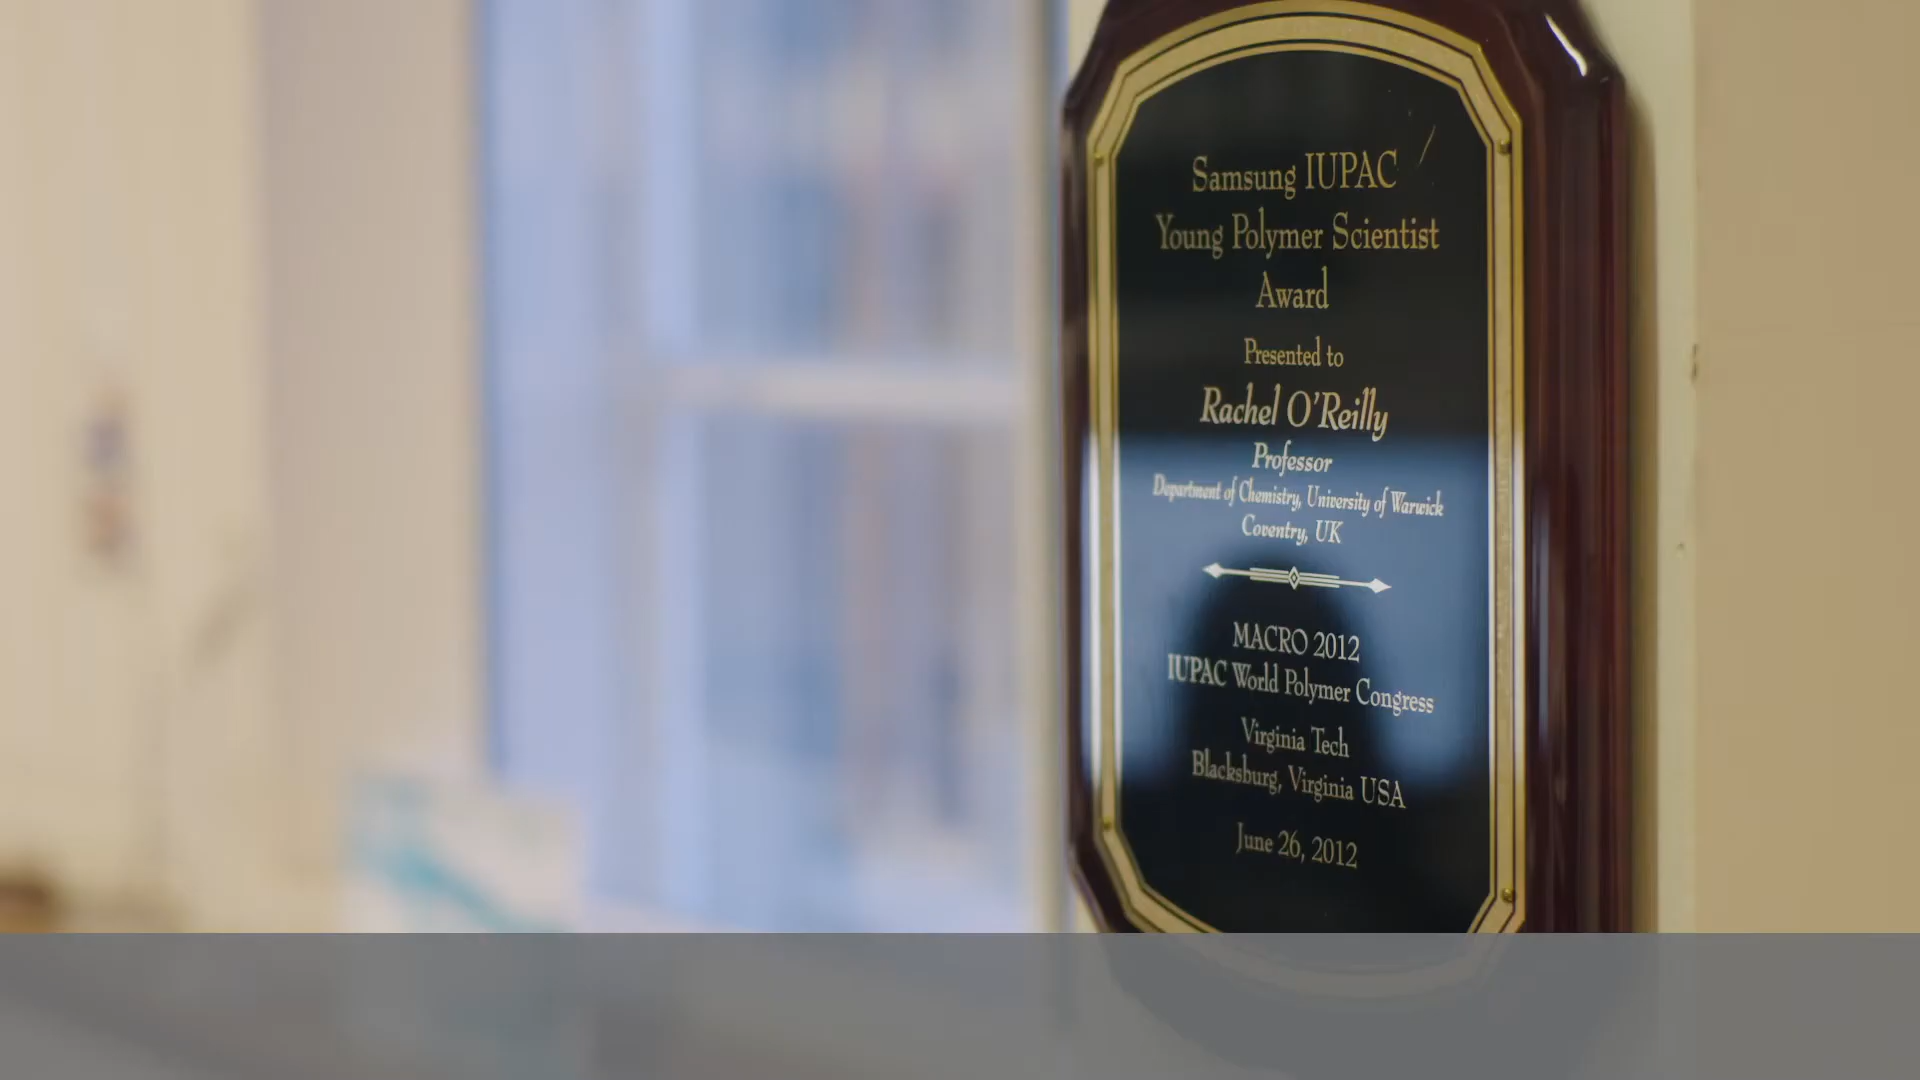 Samsung IUPAC
Young Polymer Scientist
Award
Presented to
Rachel O'Reilly
Professor
Department of Chemistry, University of Warwick
Coventry, UK
MACRO 2012
IUPAC World Polymer Congress
Virginia Tech
Blacksburg, Virginia USA
June 26, 2012